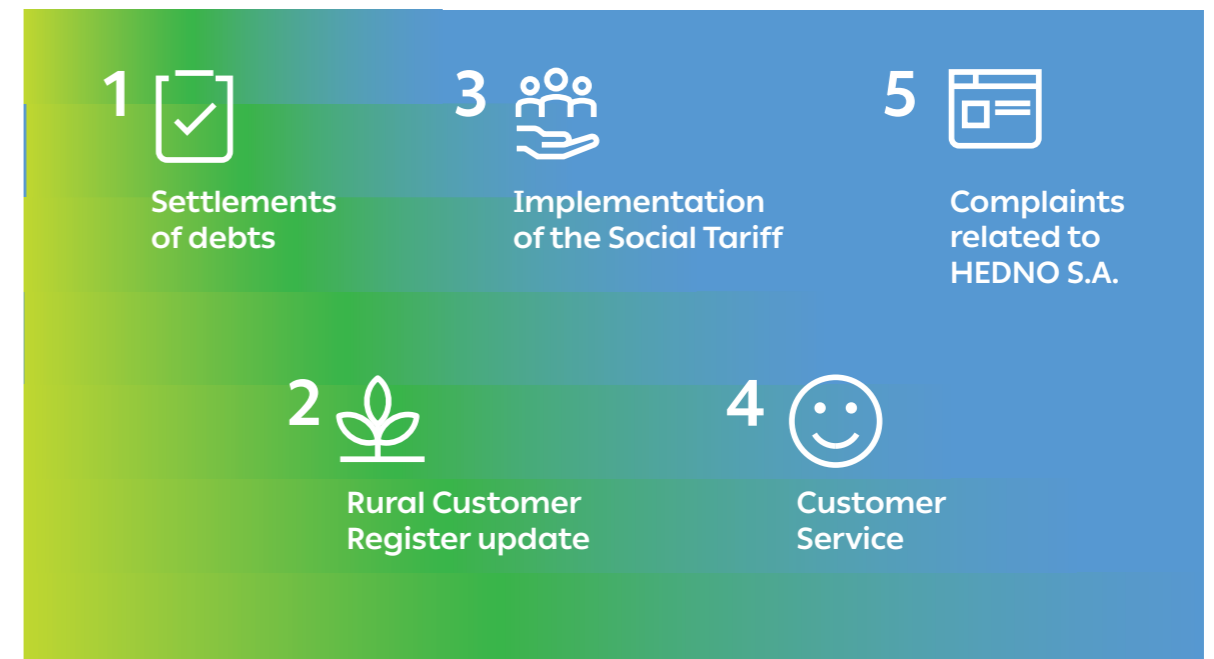 1
Settlements
of debts
2
Rural Customer
Register update
3
Implementation
of the Social Tariff
4
Customer
Service
5
Complaints
related to
HEDNO S.A.